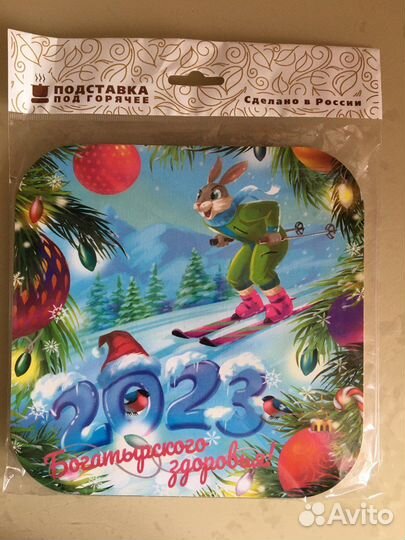 ПОДСТАВКА
ПОД ГОРЯЧЕЕ
Сделано в России
2023
Богатырского
здоровья!
Avito